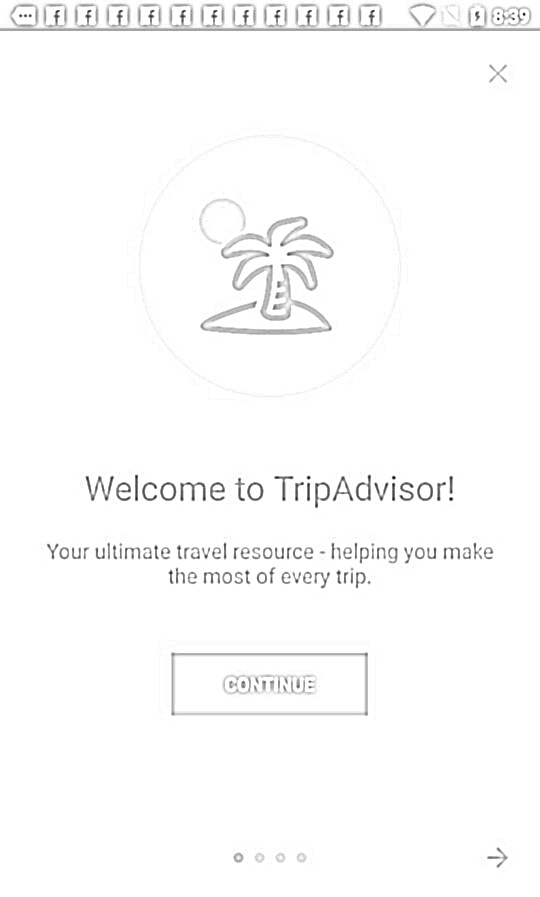 8:39
Welcome to TripAdvisor!
Your ultimate travel resource - helping you make
the most of every trip.
CONTINUE